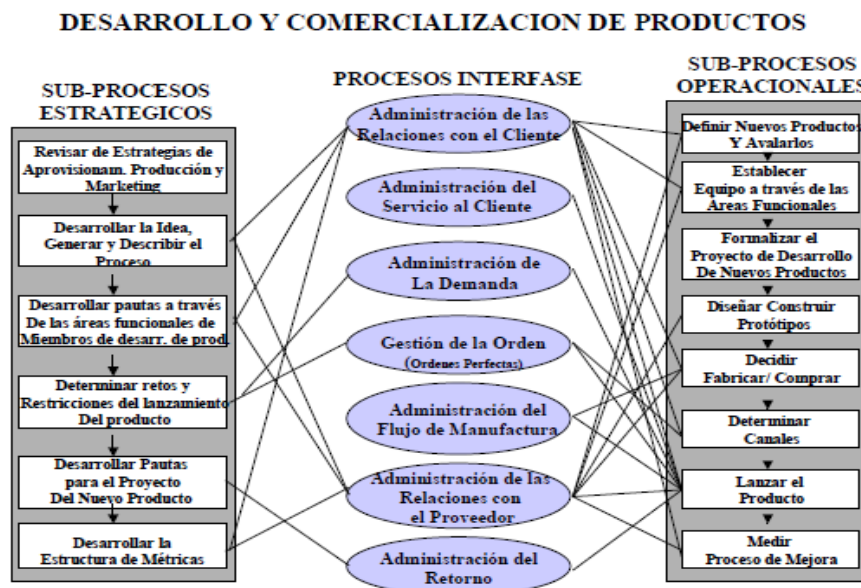 DESARROLLO Y COMERCIALIZACION DE PRODUCTOS
SUB-PROCESOS
ESTRATEGICOS
Revisar de Estrategias de
Aprovisionam. Producción y
Marketing
Desarrollar la Idea,
Generar y Describir el
Proceso
Desarrollar pautas a través
De las áreas funcionales de
Miembros de desarr. de prod.
Determinar retos y
Restricciones del lanzamiento
Del producto
Desarrollar Pautas
para el Proyecto
Del Nuevo Producto
Desarrollar la
Estructura de Métricas
PROCESOS INTERFASE
Administración de las
Relaciones con el Cliente
Administración del
Servicio al Cliente
Administración de
La Demanda
Gestión de la Orden
(Ordenes Perfectas)
Administración del
Flujo de Manufactura
Administración de las
Relaciones con
el Proveedor
Administración del
Retorno
SUB-PROCESOS
OPERACIONALES
Definir Nuevos Productos
Y Avalarlos
Establecer
Equipo a través de las
Areas Funcionales
Formalizar el
Proyecto de Desarrollo
De Nuevos Productos
Diseñar Construir
Protótipos
Decidir
Fabricar/ Comprar
Determinar
Canales
Lanzar el
Producto
Medir
Proceso de Mejora